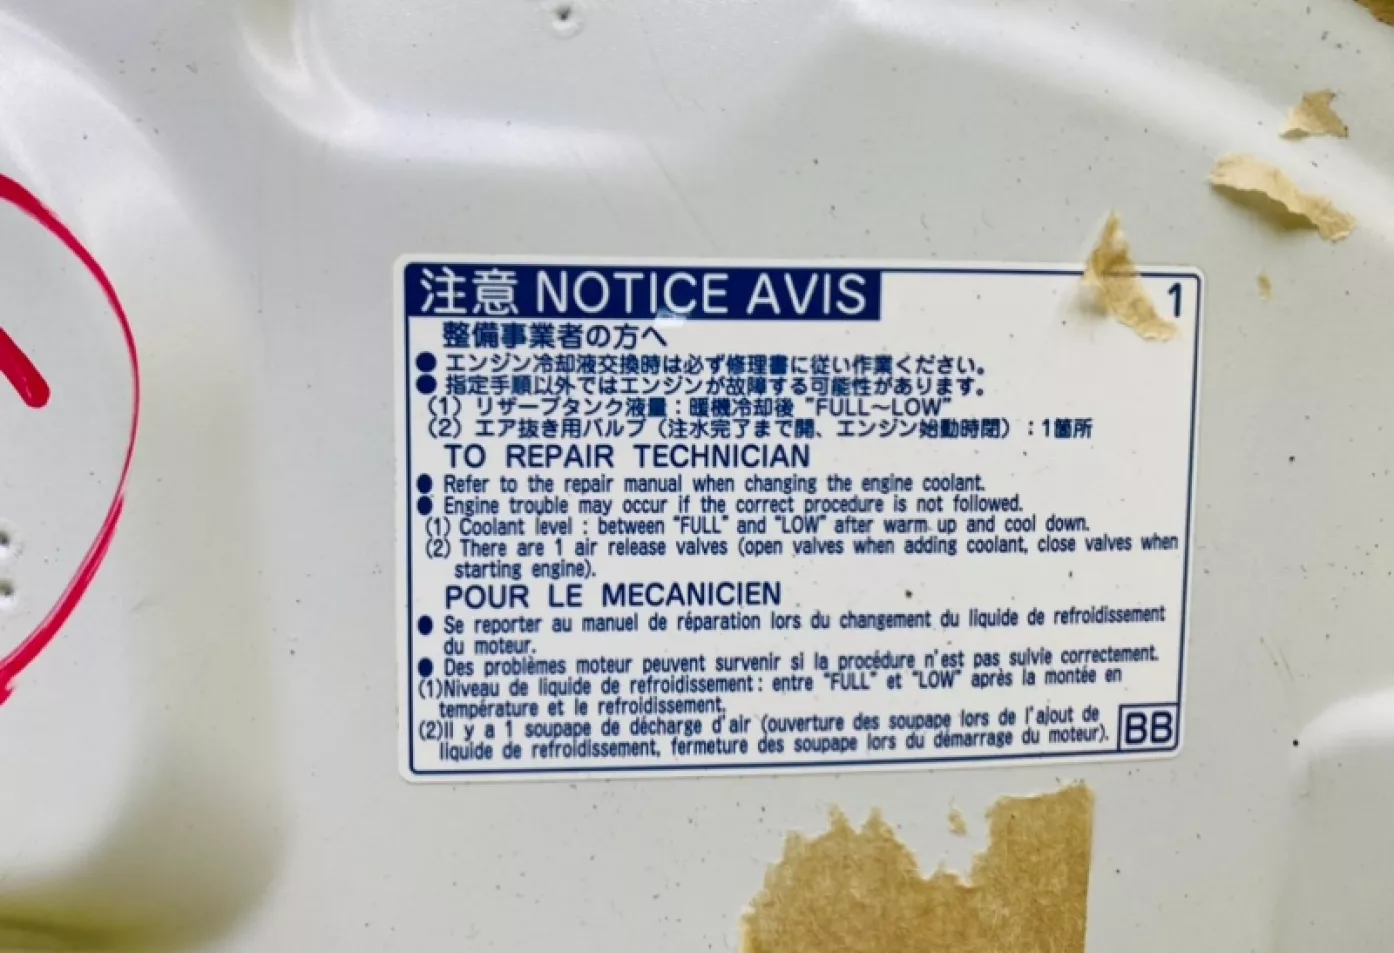 注意 NOTICE AVIS
1
整備事業者の方へ
● エンジン冷却液交換時は必ず修理書に従い作業ください。
● 指定手順以外ではエンジンが故障する可能性があります。
(1) リザーブタンク液量：暖機冷却後 "FULL～LOW"
(2) エア抜き用バルブ（注水完了まで開、エンジン始動時閉）：1箇所
TO REPAIR TECHNICIAN
● Refer to the repair manual when changing the engine coolant.
● Engine trouble may occur if the correct procedure is not followed.
(1) Coolant level : between "FULL" and "LOW" after warm up and cool down.
(2) There are 1 air release valves (open valves when adding coolant, close valves when
starting engine).
POUR LE MECANICIEN
● Se reporter au manuel de réparation lors du changement du liquide de refroidissement
du moteur.
● Des problèmes moteur peuvent survenir si la procédure n'est pas suivie correctement.
(1)Niveau de liquide de refroidissement : entre "FULL" et "LOW" après la montée en
température et le refroidissement.
(2)Il y a 1 soupape de décharge d'air (ouverture des soupape lors de l'ajout de
liquide de refroidissement, fermeture des soupape lors du démarrage du moteur).
BB